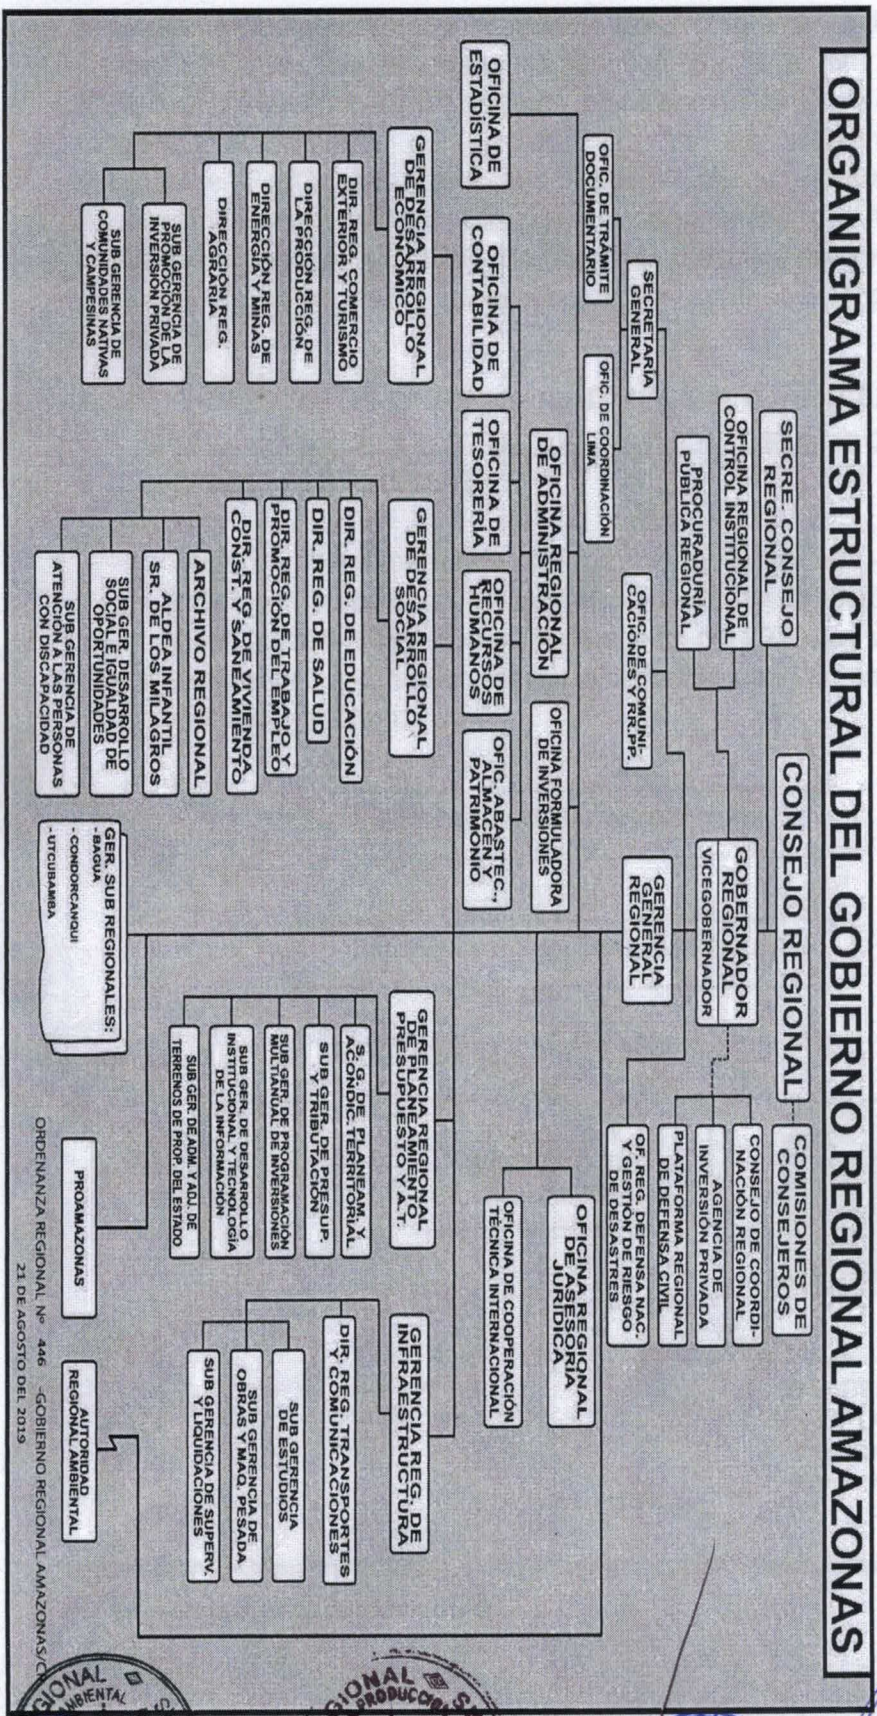 ORGANIGRAMA ESTRUCTURAL DEL GOBIERNO REGIONAL AMAZONAS
CONSEJO REGIONAL
COMISIONES DE
CONSEJEROS
SECRE. CONSEJO
REGIONAL
OFICINA REGIONAL DE
CONTROL INSTITUCIONAL
PROCURADURÍA
PÚBLICA REGIONAL
GOBERNADOR
REGIONAL
VICEGOBERNADOR
CONSEJO DE COORDI-
NACIÓN REGIONAL
AGENCIA DE
INVERSIÓN PRIVADA
PLATAFORMA REGIONAL
DE DEFENSA CIVIL
OF. REG. DEFENSA NAC.
Y GESTIÓN DE RIESGO
DE DESASTRES
SECRETARÍA
GENERAL
OFIC. DE COMUNI-
CACIONES Y RR.PP.
GERENCIA
GENERAL
REGIONAL
OFIC. DE TRÁMITE
DOCUMENTARIO
OFIC. DE COORDINACIÓN
LIMA
OFICINA REGIONAL
DE ADMINISTRACIÓN
OFICINA FORMULADORA
DE INVERSIONES
OFICINA REGIONAL
DE ASESORÍA
JURÍDICA
OFICINA DE COOPERACIÓN
TÉCNICA INTERNACIONAL
OFICINA DE
ESTADÍSTICA
OFICINA DE
CONTABILIDAD
OFICINA DE
TESORERÍA
OFICINA DE
RECURSOS
HUMANOS
OFIC. ABASTEC.,
ALMACÉN Y
PATRIMONIO
GERENCIA REGIONAL
DE DESARROLLO
ECONÓMICO
DIR. REG. COMERCIO
EXTERIOR Y TURISMO
DIRECCIÓN REG. DE
LA PRODUCCIÓN
DIRECCIÓN REG. DE
ENERGÍA Y MINAS
DIRECCIÓN REG.
AGRARIA
SUB GERENCIA DE
PROMOCIÓN DE LA
INVERSIÓN PRIVADA
SUB GERENCIA DE
COMUNIDADES NATIVAS
Y CAMPESINAS
GERENCIA REGIONAL
DE DESARROLLO
SOCIAL
DIR. REG. DE EDUCACIÓN
DIR. REG. DE SALUD
DIR. REG. DE TRABAJO Y
PROMOCIÓN DEL EMPLEO
DIR. REG. DE VIVIENDA
CONST. Y SANEAMIENTO
ARCHIVO REGIONAL
ALDEA INFANTIL
SR. DE LOS MILAGROS
SUB GER. DESARROLLO
SOCIAL E IGUALDAD DE
OPORTUNIDADES
SUB GERENCIA DE
ATENCIÓN A LAS PERSONAS
CON DISCAPACIDAD
GERENCIA REGIONAL
DE PLANEAMIENTO
PRESUPUESTO Y A.T.
S. G. DE PLANEAM. Y
ACONDIC. TERRITORIAL
SUB GER. DE PRESUP.
Y TRIBUTACIÓN
SUB GER. DE PROGRAMACIÓN
MULTIANUAL DE INVERSIONES
SUB GER. DE DESARROLLO
INSTITUCIONAL Y TECNOLOGÍA
DE LA INFORMACIÓN
SUB GER. DE ADM. Y ADJ. DE
TERRENOS DE PROP. DEL ESTADO
GERENCIA REG. DE
INFRAESTRUCTURA
DIR. REG. TRANSPORTES
Y COMUNICACIONES
SUB GERENCIA
DE ESTUDIOS
SUB GERENCIA DE
OBRAS Y MAQ. PESADA
SUB GERENCIA DE SUPERV.
Y LIQUIDACIONES
GER. SUB REGIONALES:
- BAGUA
- CONDORCANQUI
- UTCUBAMBA
PROAMAZONAS
AUTORIDAD
REGIONAL AMBIENTAL
ORDENANZA REGIONAL Nº 446 -GOBIERNO REGIONAL AMAZONAS/
21 DE AGOSTO DEL 2019